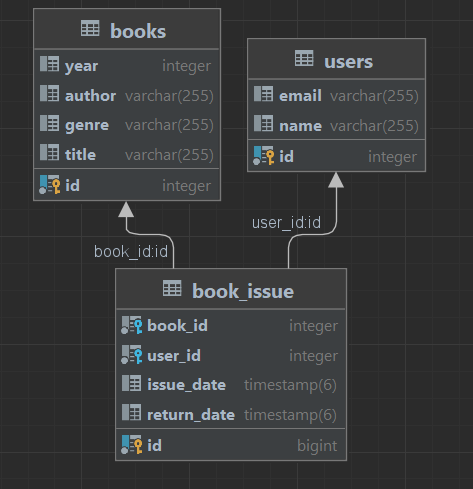 books
year integer
author varchar(255)
genre varchar(255)
title varchar(255)
id integer
users
email varchar(255)
name varchar(255)
id integer
book_id:id
user_id:id
book_issue
book_id integer
user_id integer
issue_date timestamp(6)
return_date timestamp(6)
id bigint